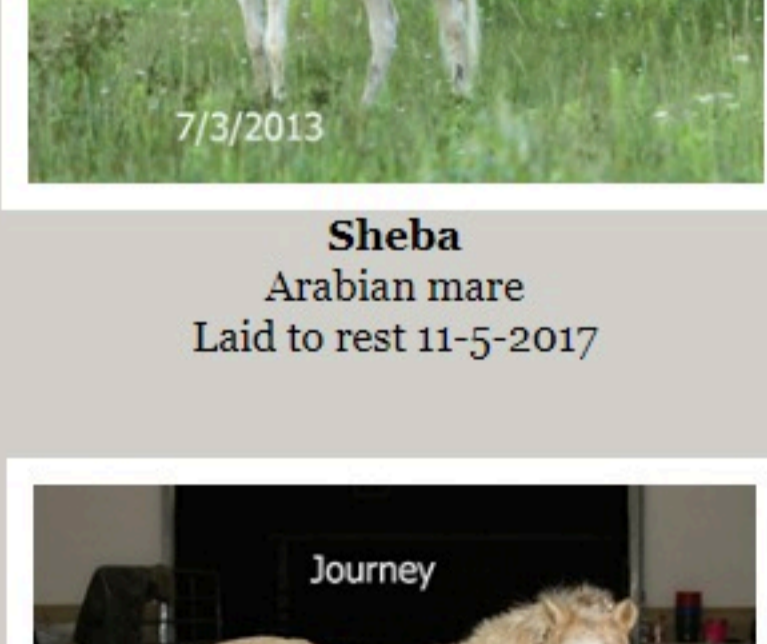 7/3/2013
Sheba
Arabian mare
Laid to rest 11-5-2017
Journey